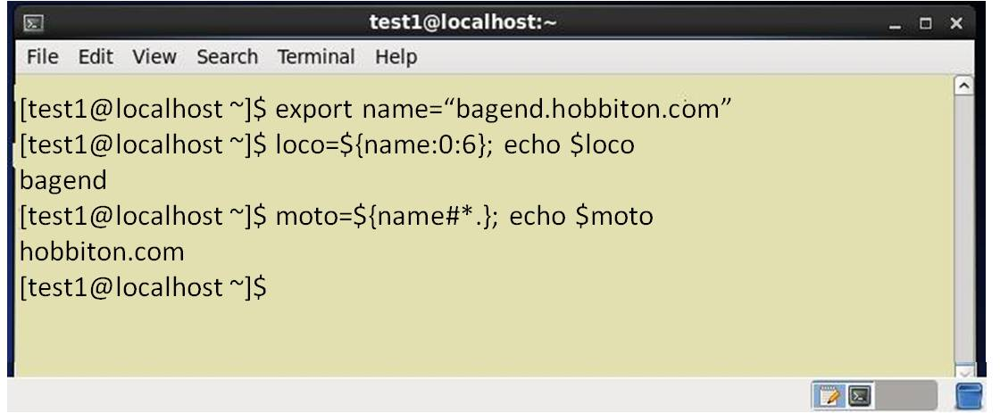 test1@localhost:~
File Edit View Search Terminal Help
[test1@localhost ~]$ export name=“bagend.hobbiton.com”
[test1@localhost ~]$ loco=${name:0:6}; echo $loco
bagend
[test1@localhost ~]$ moto=${name#*.}; echo $moto
hobbiton.com
[test1@localhost ~]$